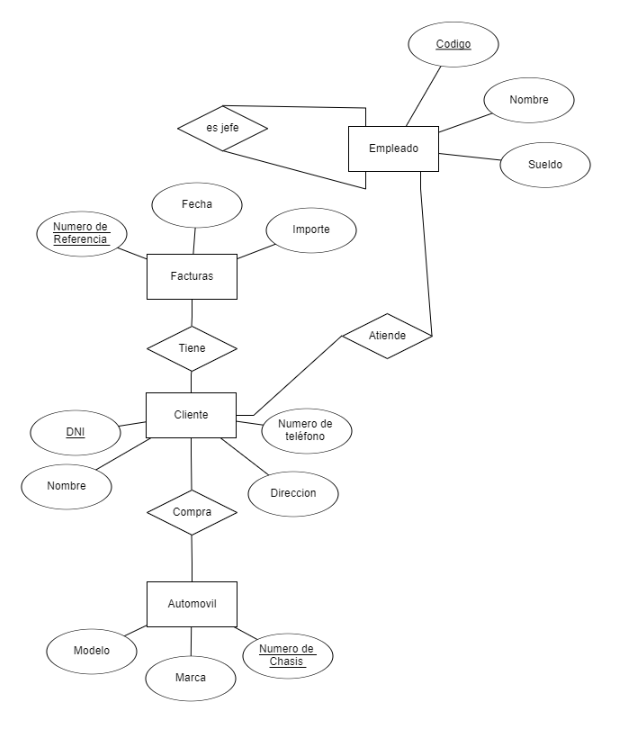 Codigo
Nombre
es jefe
Empleado
Sueldo
Fecha
Numero de
Referencia
Importe
Facturas
Atiende
Tiene
Cliente
Numero de
teléfono
DNI
Nombre
Direccion
Compra
Automovil
Modelo
Numero de
Chasis
Marca